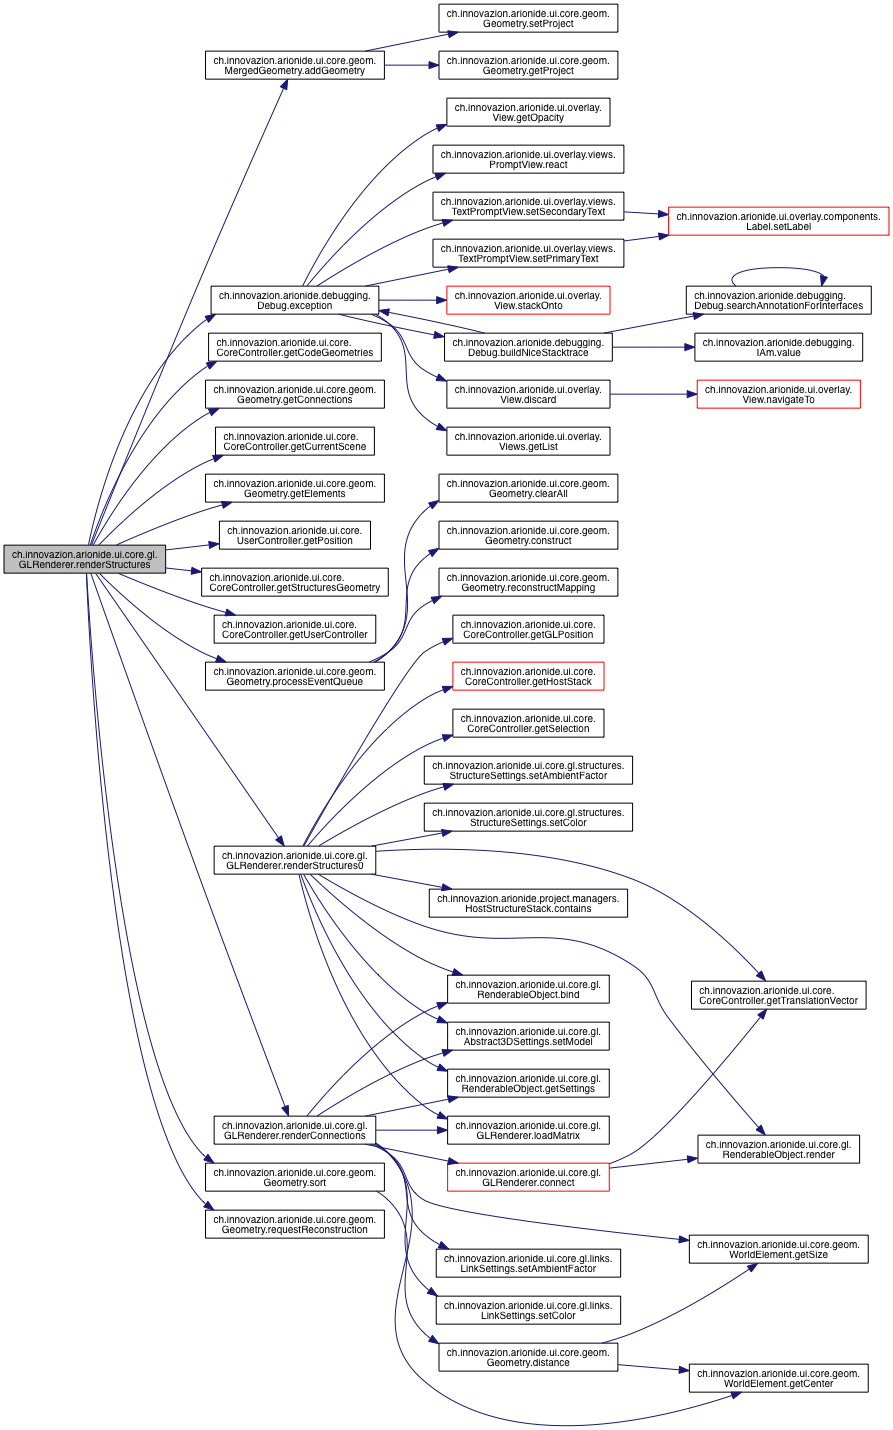 ch.innovazion.arionide.ui.core.geom.
Geometry.setProject
ch.innovazion.arionide.ui.core.geom.
MergedGeometry.addGeometry
ch.innovazion.arionide.ui.core.geom.
Geometry.getProject
ch.innovazion.arionide.ui.overlay.
View.getOpacity
ch.innovazion.arionide.ui.overlay.views.
PromptView.react
ch.innovazion.arionide.ui.overlay.views.
TextPromptView.setSecondaryText
ch.innovazion.arionide.ui.overlay.components.
Label.setLabel
ch.innovazion.arionide.ui.overlay.views.
TextPromptView.setPrimaryText
ch.innovazion.arionide.debugging.
Debug.exception
ch.innovazion.arionide.ui.overlay.
View.stackOnto
ch.innovazion.arionide.debugging.
Debug.searchAnnotationForInterfaces
ch.innovazion.arionide.ui.core.
CoreController.getCodeGeometries
ch.innovazion.arionide.debugging.
Debug.buildNiceStacktrace
ch.innovazion.arionide.debugging.
IAm.value
ch.innovazion.arionide.ui.core.geom.
Geometry.getConnections
ch.innovazion.arionide.ui.overlay.
View.discard
ch.innovazion.arionide.ui.overlay.
View.navigateTo
ch.innovazion.arionide.ui.core.
CoreController.getCurrentScene
ch.innovazion.arionide.ui.overlay.
Views.getList
ch.innovazion.arionide.ui.core.geom.
Geometry.getElements
ch.innovazion.arionide.ui.core.geom.
Geometry.clearAll
ch.innovazion.arionide.ui.core.
UserController.getPosition
ch.innovazion.arionide.ui.core.geom.
Geometry.construct
ch.innovazion.arionide.ui.core.gl.
GLRenderer.renderStructures
ch.innovazion.arionide.ui.core.
CoreController.getStructuresGeometry
ch.innovazion.arionide.ui.core.geom.
Geometry.reconstructMapping
ch.innovazion.arionide.ui.core.
CoreController.getUserController
ch.innovazion.arionide.ui.core.
CoreController.getGLPosition
ch.innovazion.arionide.ui.core.geom.
Geometry.processEventQueue
ch.innovazion.arionide.ui.core.
CoreController.getHostStack
ch.innovazion.arionide.ui.core.
CoreController.getSelection
ch.innovazion.arionide.ui.core.gl.structures.
StructureSettings.setAmbientFactor
ch.innovazion.arionide.ui.core.gl.structures.
StructureSettings.setColor
ch.innovazion.arionide.ui.core.gl.
GLRenderer.renderStructures0
ch.innovazion.arionide.project.managers.
HostStructureStack.contains
ch.innovazion.arionide.ui.core.gl.
RenderableObject.bind
ch.innovazion.arionide.ui.core.
CoreController.getTranslationVector
ch.innovazion.arionide.ui.core.gl.
Abstract3DSettings.setModel
ch.innovazion.arionide.ui.core.gl.
RenderableObject.getSettings
ch.innovazion.arionide.ui.core.gl.
GLRenderer.renderConnections
ch.innovazion.arionide.ui.core.gl.
GLRenderer.loadMatrix
ch.innovazion.arionide.ui.core.gl.
RenderableObject.render
ch.innovazion.arionide.ui.core.geom.
Geometry.sort
ch.innovazion.arionide.ui.core.gl.
GLRenderer.connect
ch.innovazion.arionide.ui.core.geom.
Geometry.requestReconstruction
ch.innovazion.arionide.ui.core.geom.
WorldElement.getSize
ch.innovazion.arionide.ui.core.gl.links.
LinkSettings.setAmbientFactor
ch.innovazion.arionide.ui.core.gl.links.
LinkSettings.setColor
ch.innovazion.arionide.ui.core.geom.
Geometry.distance
ch.innovazion.arionide.ui.core.geom.
WorldElement.getCenter